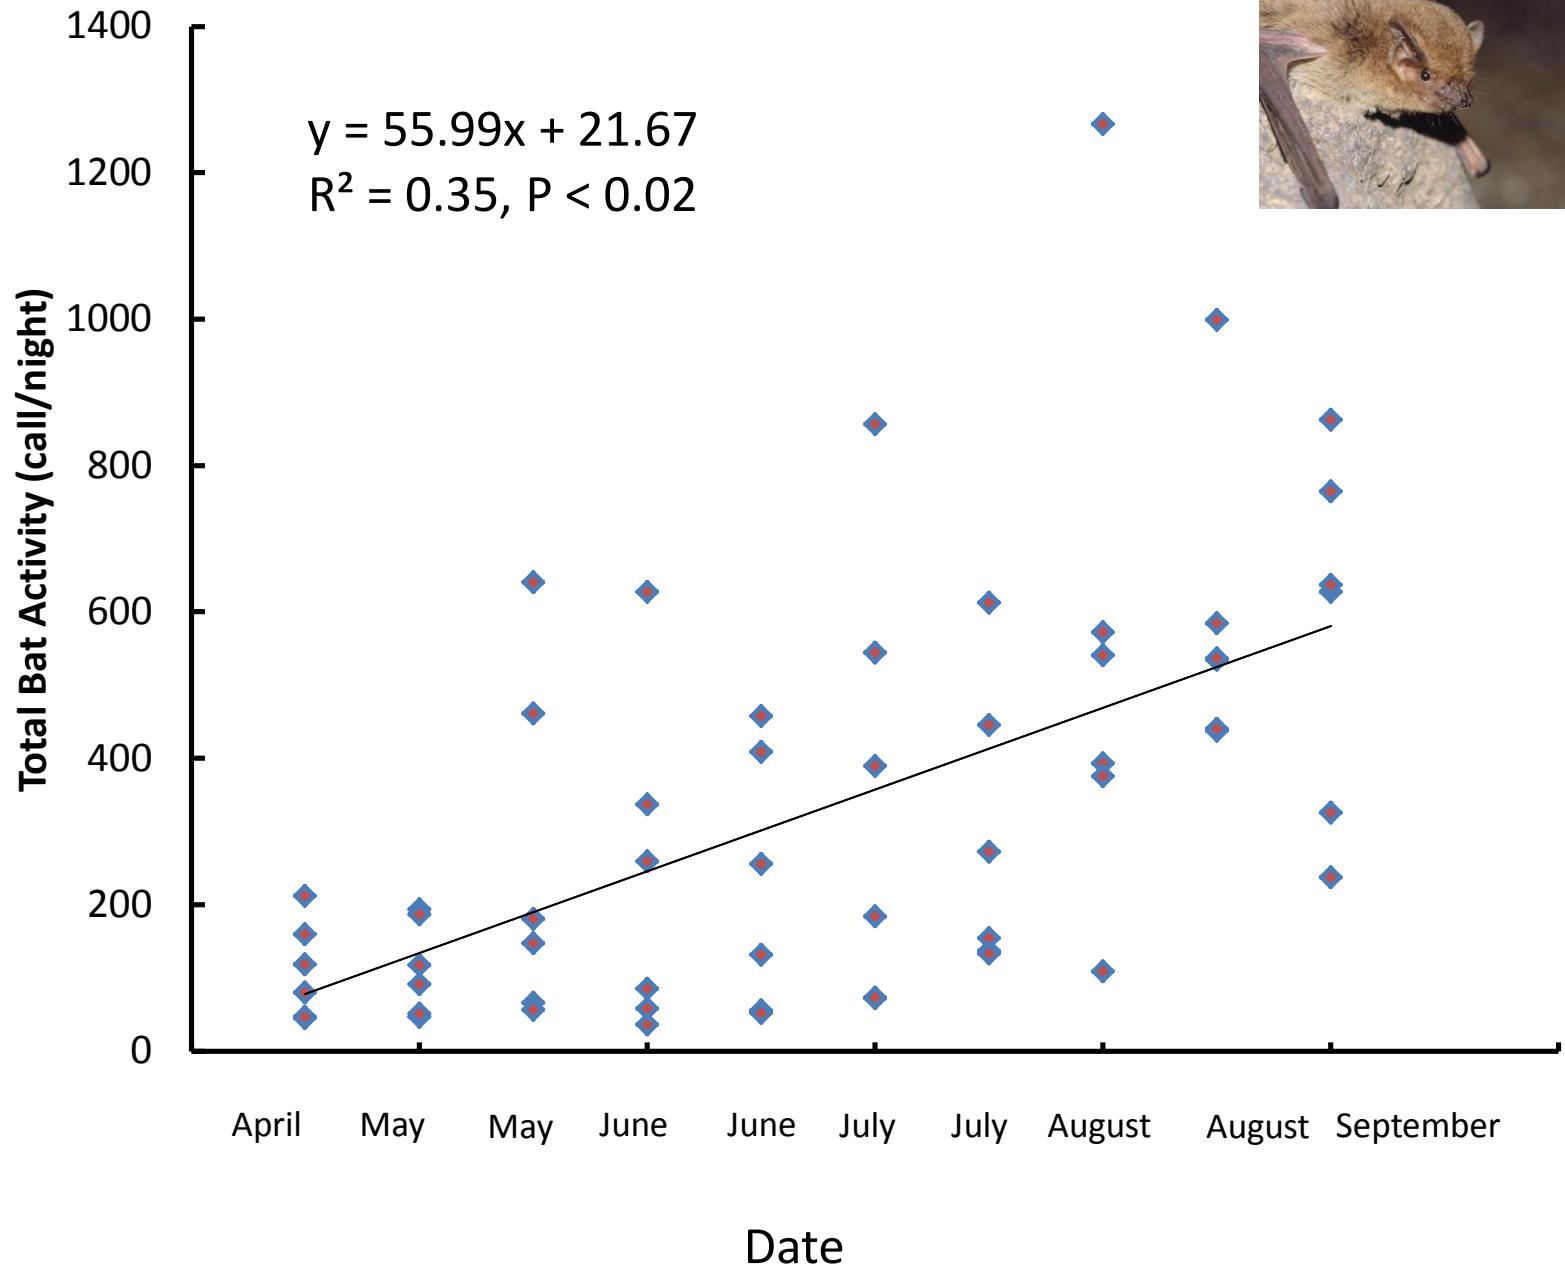 1400
y = 55.99x + 21.67
1200
R² = 0.35, P < 0.02
Total Bat Activity (call/night)
1000
800
600
400
200
0
April May May June June July July August August September
Date